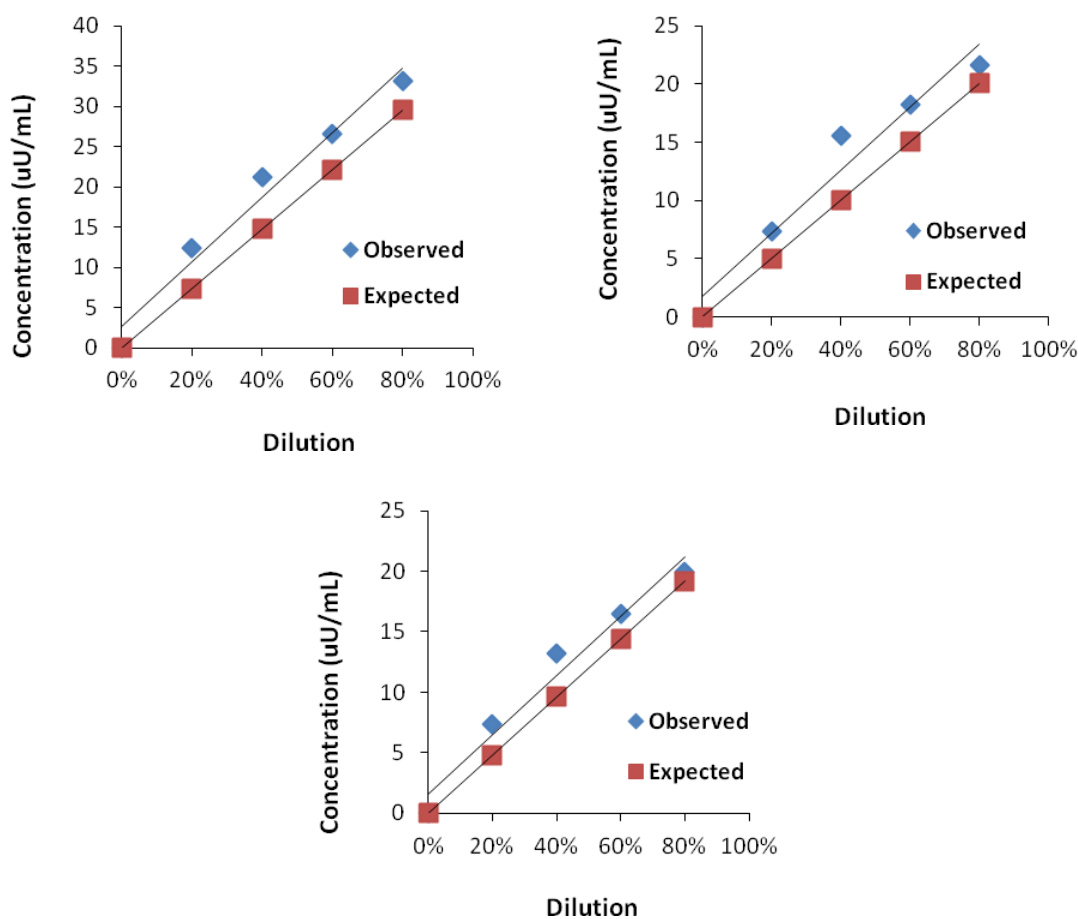 40
35
30
25
20
15
10
5
0
Concentration (uU/mL)
Observed
Expected
0% 20% 40% 60% 80% 100%
Dilution
25
20
15
10
5
0
Concentration (uU/mL)
Observed
Expected
0% 20% 40% 60% 80% 100%
Dilution
25
20
15
10
5
0
Concentration (uU/mL)
Observed
Expected
0% 20% 40% 60% 80% 100%
Dilution